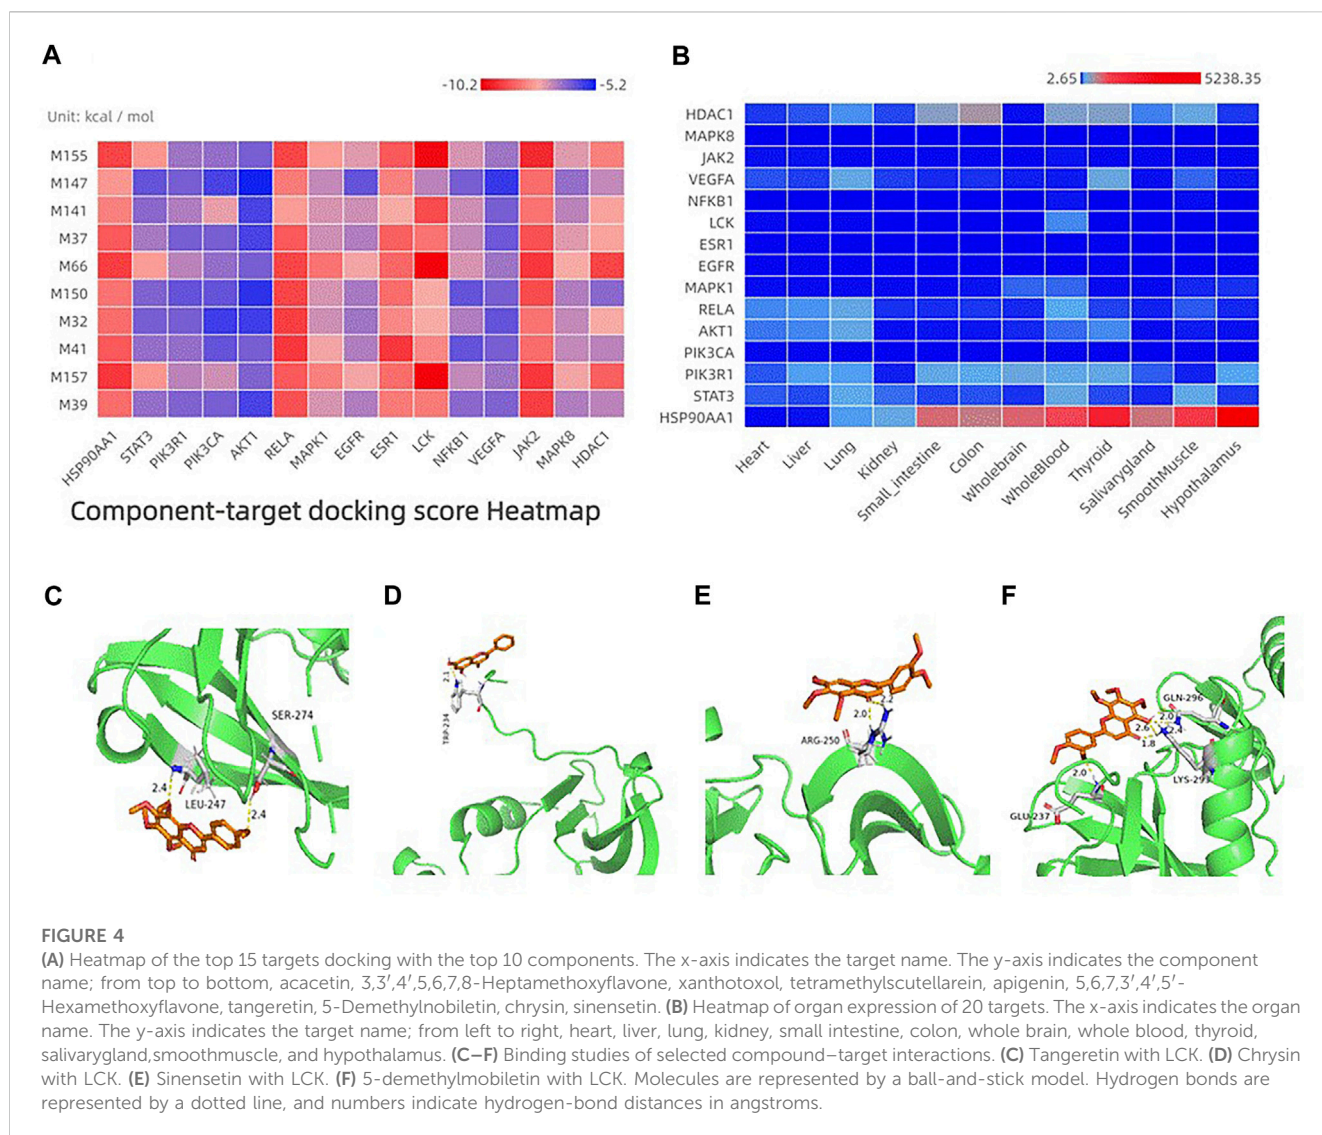 A
-10.2
-5.2
Unit: kcal / mol
M155
M147
M141
M37
M66
M150
M32
M41
M157
M39
HSP90AA1
STAT3
PIK3R1
PIK3CA
AKT1
RELA
MAPK1
EGFR
ESR1
LCK
NFKB1
VEGFA
JAK2
MAPK8
HDAC1
Component-target docking score Heatmap
B
2.65
5238.35
HDAC1
MAPK8
JAK2
VEGFA
NFKB1
LCK
ESR1
EGFR
MAPK1
RELA
AKT1
PIK3CA
PIK3R1
STAT3
HSP90AA1
Heart
Liver
Lung
Kidney
Small_intestine
Colon
Wholebrain
WholeBlood
Thyroid
Salivarygland
SmoothMuscle
Hypothalamus
C
SER-274
2.4
LEU-247
2.4
D
2.1
TRP-234
E
2.2
2.0
ARG-250
F
GLN-296
2.0
2.6
2.4
1.8
LYS-293
2.0
GLU-237
FIGURE 4
(A) Heatmap of the top 15 targets docking with the top 10 components. The x-axis indicates the target name. The y-axis indicates the component
name; from top to bottom, acacetin, 3,3′,4′,5,6,7,8-Heptamethoxyflavone, xanthotoxol, tetramethylscutellarein, apigenin, 5,6,7,3′,4′,5′-
Hexamethoxyflavone, tangeretin, 5-Demethylnobiletin, chrysin, sinensetin. (B) Heatmap of organ expression of 20 targets. The x-axis indicates the organ
name. The y-axis indicates the target name; from left to right, heart, liver, lung, kidney, small intestine, colon, whole brain, whole blood, thyroid,
salivarygland,smoothmuscle, and hypothalamus. (C–F) Binding studies of selected compound–target interactions. (C) Tangeretin with LCK. (D) Chrysin
with LCK. (E) Sinensetin with LCK. (F) 5-demethylmobiletin with LCK. Molecules are represented by a ball-and-stick model. Hydrogen bonds are
represented by a dotted line, and numbers indicate hydrogen-bond distances in angstroms.